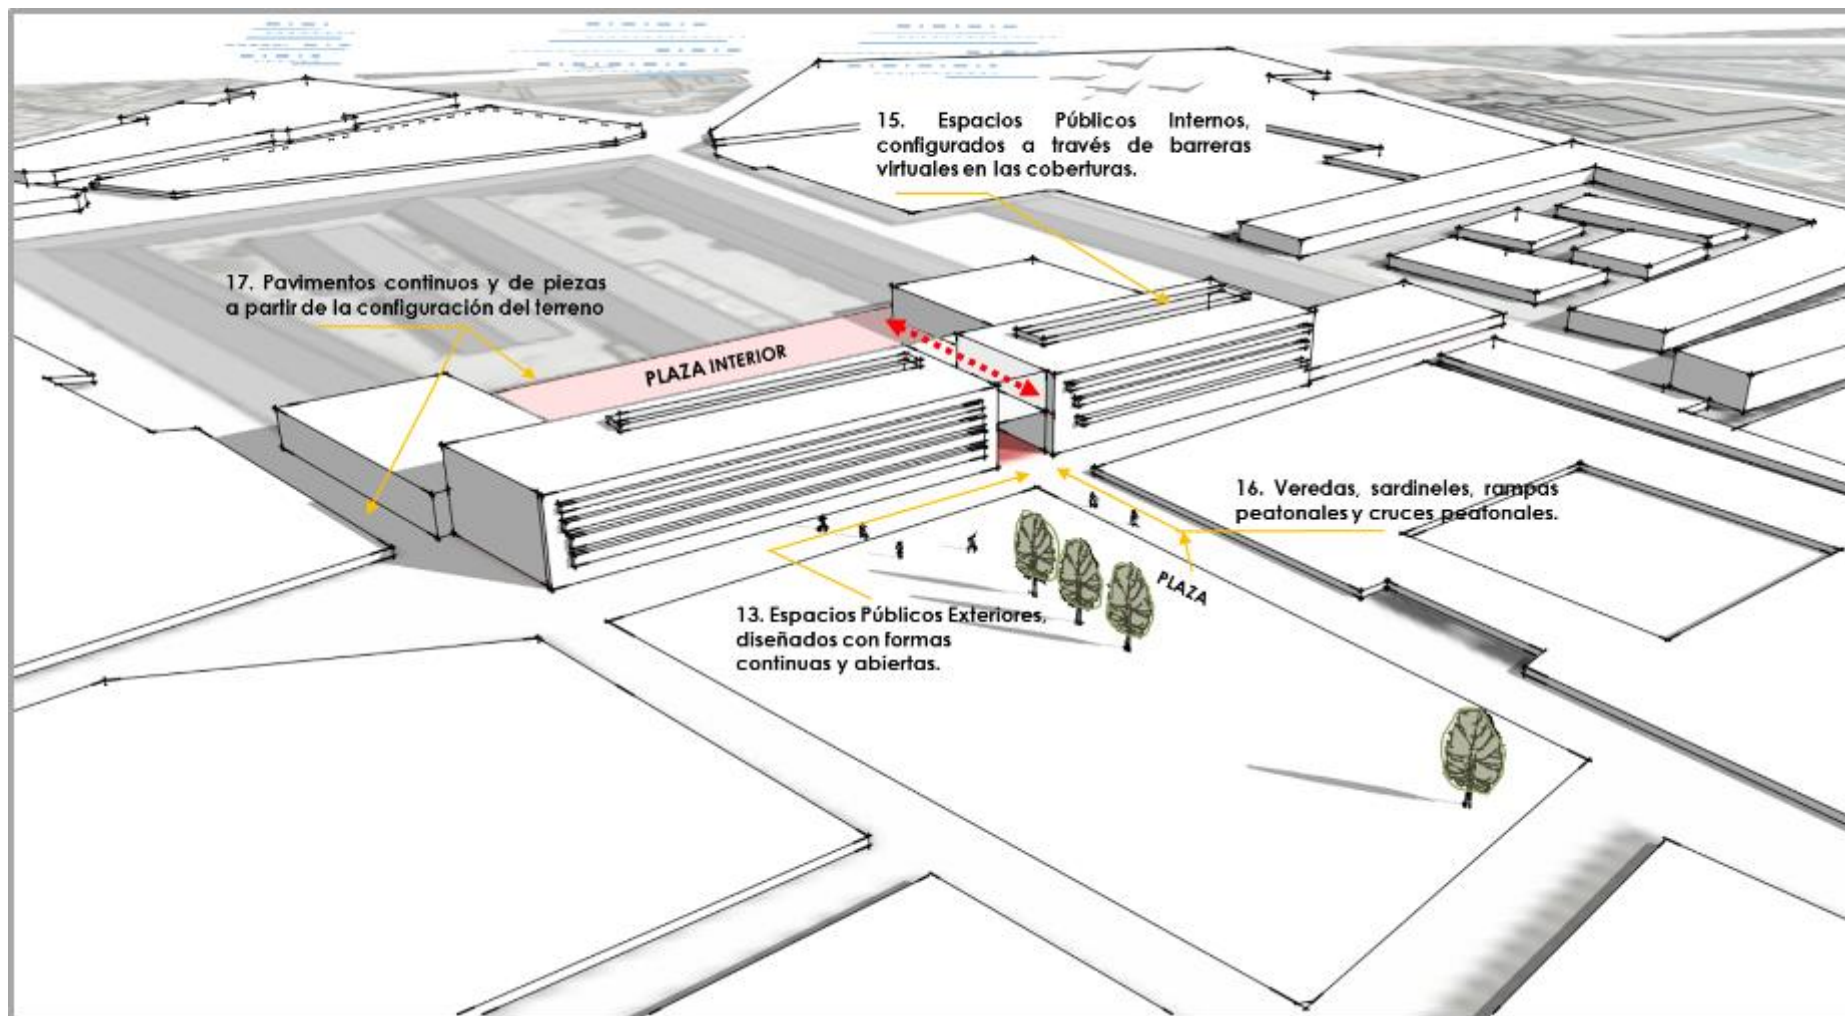 15. Espacios Públicos Internos,
configurados a través de barreras
virtuales en las coberturas.
17. Pavimentos continuos y de piezas
a partir de la configuración del terreno
PLAZA INTERIOR
16. Veredas, sardineles, rampas
peatonales y cruces peatonales.
PLAZA
13. Espacios Públicos Exteriores,
diseñados con formas
continuas y abiertas.